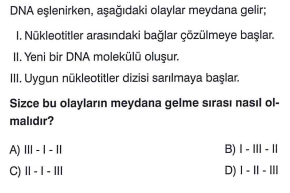 DNA eşlenirken, aşağıdaki olaylar meydana gelir;
I. Nükleotitler arasındaki bağlar çözülmeye başlar.
II. Yeni bir DNA molekülü oluşur.
III. Uygun nükleotitler dizisi sarılmaya başlar.
Sizce bu olayların meydana gelme sırası nasıl ol-
malıdır?
A) III - I - II
B) I - III - II
C) II - I - III
D) I - II - III